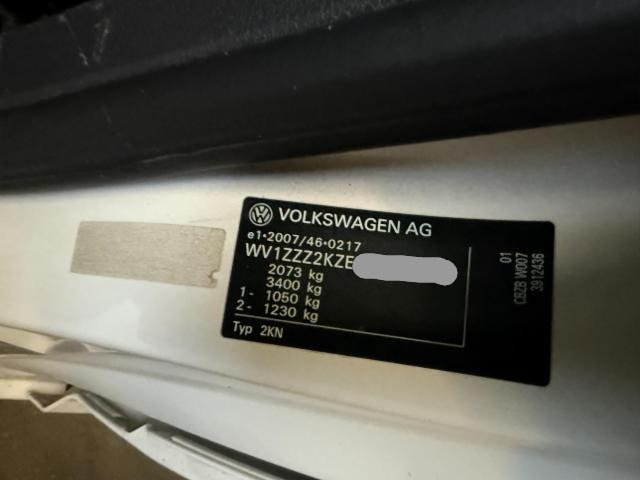 VOLKSWAGEN AG
e1*2007/46*0217
WV1ZZZ2KZE
2073 kg
3400 kg
1- 1050 kg
2- 1230 kg
Typ 2KN
01
CBZB W007
3912436